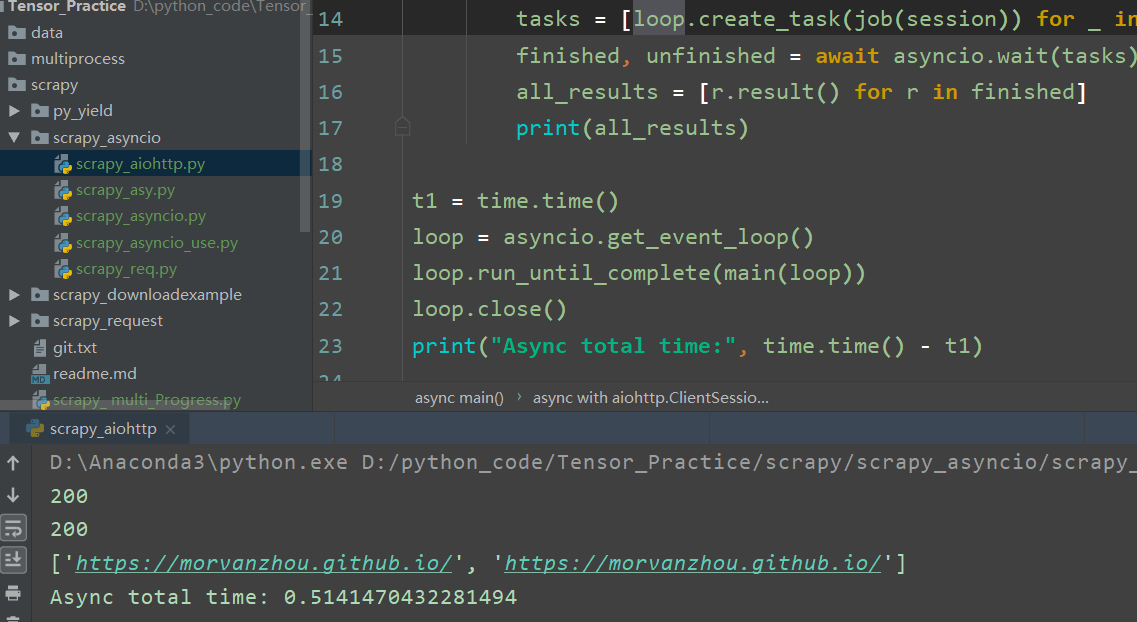 Tensor_Practice D:\python_code\Tensor_
data
multiprocess
scrapy
py_yield
scrapy_asyncio
scrapy_aiohttp.py
scrapy_asy.py
scrapy_asyncio.py
scrapy_asyncio_use.py
scrapy_req.py
scrapy_downloadexample
scrapy_request
git.txt
readme.md
scrapy_multi_Progress.py
14 tasks = [loop.create_task(job(session)) for _ in
15 finished, unfinished = await asyncio.wait(tasks)
16 all_results = [r.result() for r in finished]
17 print(all_results)
18
19 t1 = time.time()
20 loop = asyncio.get_event_loop()
21 loop.run_until_complete(main(loop))
22 loop.close()
23 print("Async total time:", time.time() - t1)
24
async main() › async with aiohttp.ClientSessio...
scrapy_aiohttp ×
D:\Anaconda3\python.exe D:/python_code/Tensor_Practice/scrapy/scrapy_asyncio/scrapy_
200
200
['https://morvanzhou.github.io/', 'https://morvanzhou.github.io/']
Async total time: 0.5141470432281494